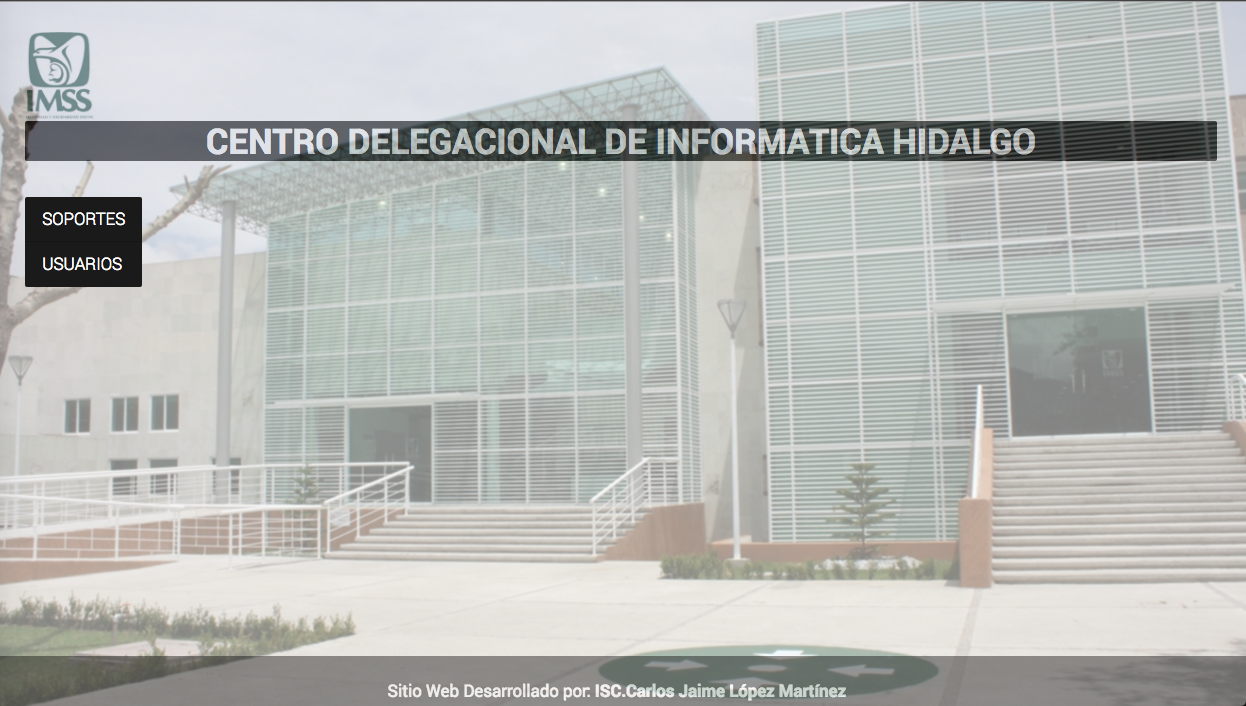 IMSS
CENTRO DELEGACIONAL DE INFORMATICA HIDALGO
SOPORTES
USUARIOS
Sitio Web Desarrollado por: ISC.Carlos Jaime López Martínez